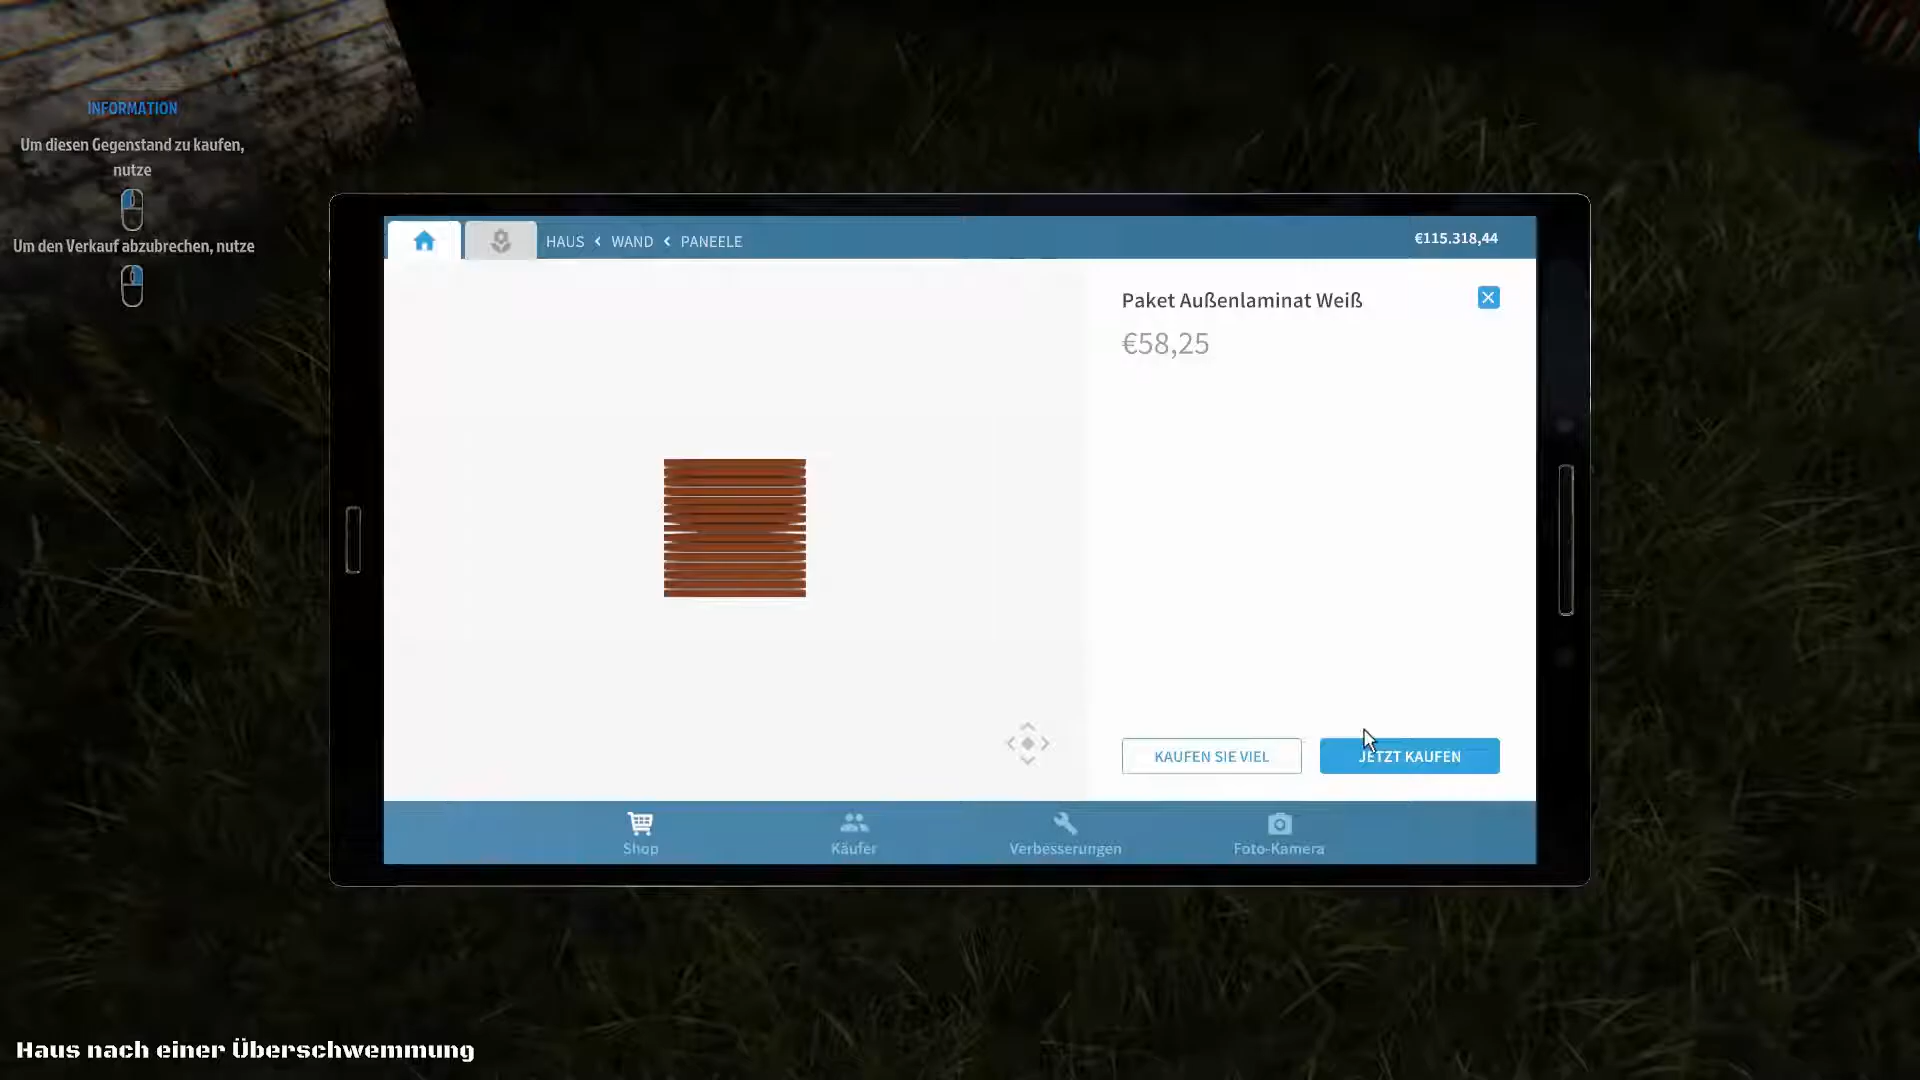 INFORMATION
Um diesen Gegenstand zu kaufen,
nutze
Um den Verkauf abzubrechen, nutze
HAUS < WAND < PANEELE
€115.318,44
Paket Außenlaminat Weiß
€58,25
KAUFEN SIE VIEL
JETZT KAUFEN
Shop
Käufer
Verbesserungen
Foto-Kamera
Haus nach einer Überschwemmung